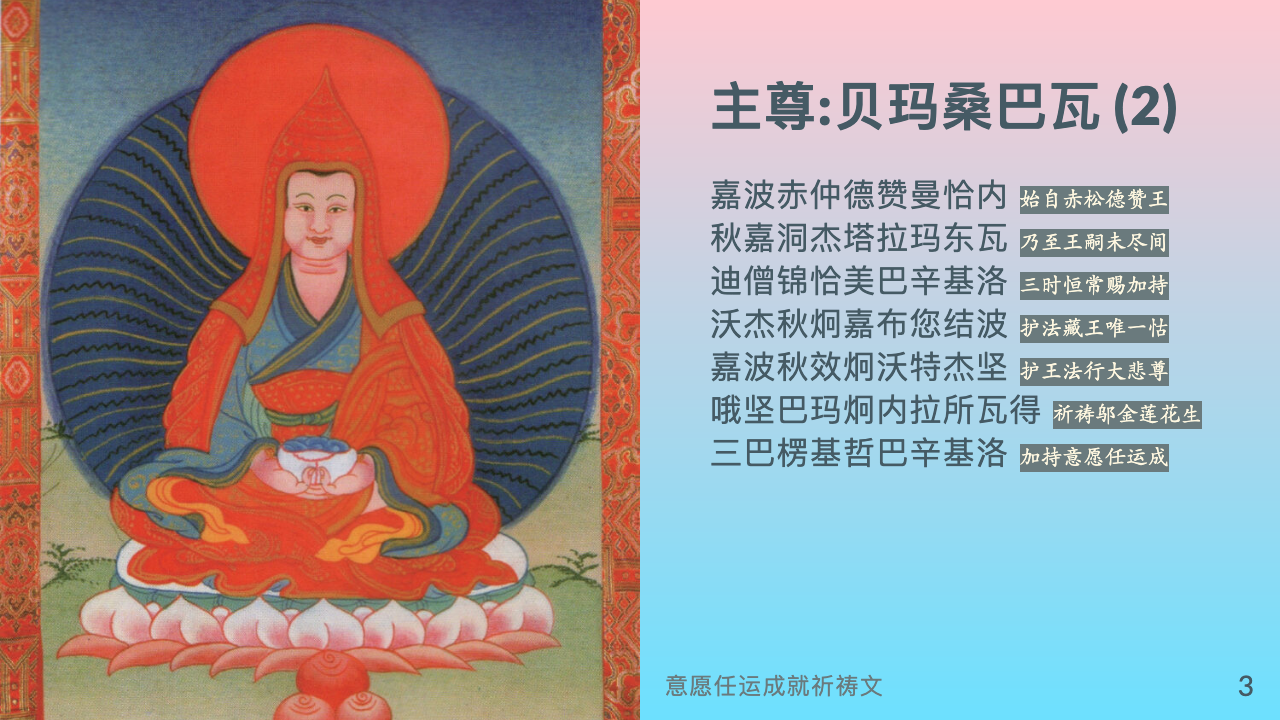 主尊:贝玛桑巴瓦 (2)
嘉波赤仲德赞曼恰内 始自赤松德赞王
秋嘉洞杰塔拉玛东瓦 乃至王嗣未尽间
迪僧锦恰美巴辛基洛 三时恒常赐加持
沃杰秋炯嘉布您结波 护法藏王唯一怙
嘉波秋效炯沃特杰坚 护王法行大悲尊
哦坚巴玛炯内拉所瓦得 祈祷邬金莲花生
三巴楞基哲巴辛基洛 加持意愿任运成
意愿任运成就祈祷文
3